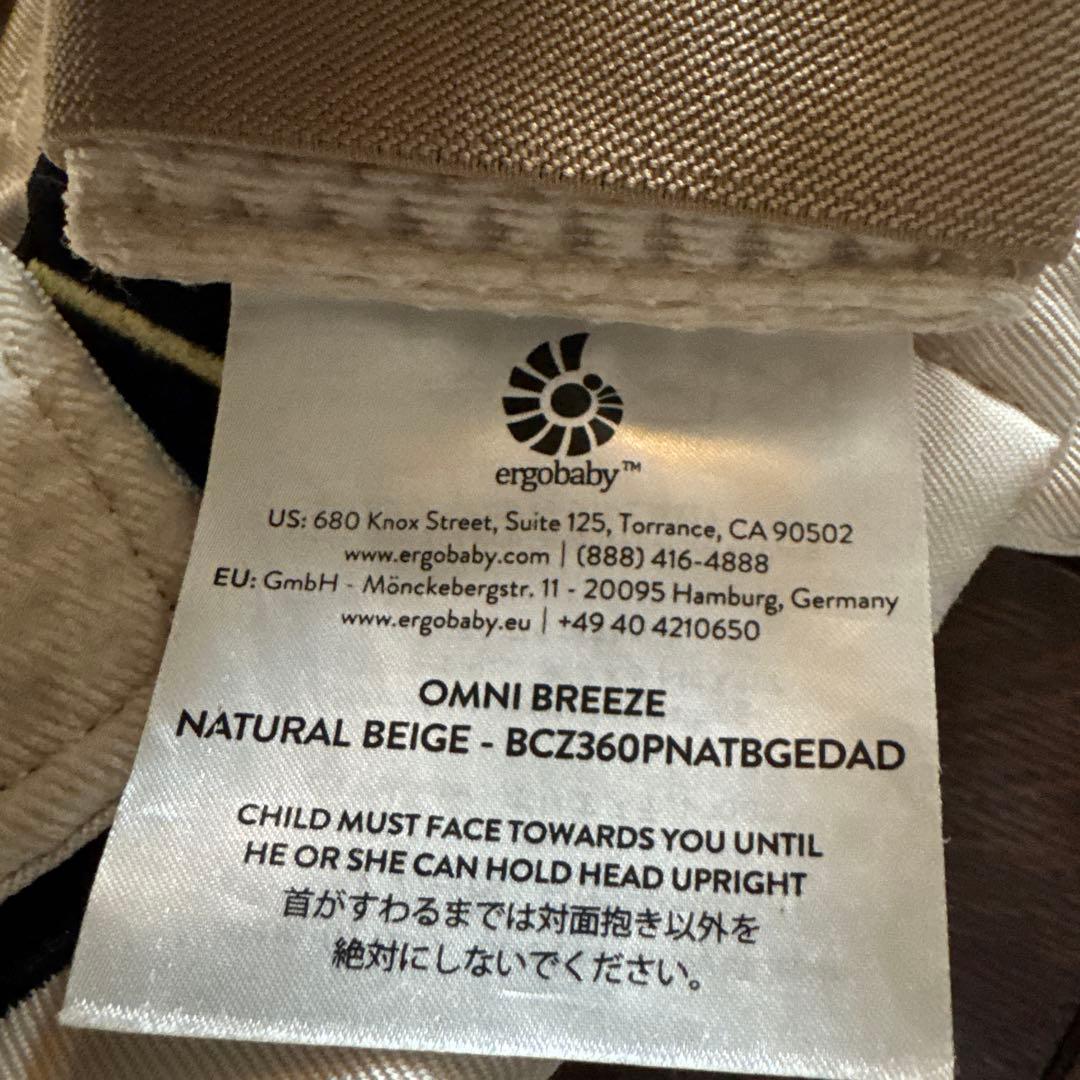 ergobaby™
US: 680 Knox Street, Suite 125, Torrance, CA 90502
www.ergobaby.com | (888) 416-4888
EU: GmbH - Mönckebergstr. 11 - 20095 Hamburg, Germany
www.ergobaby.eu | +49 40 4210650
OMNI BREEZE
NATURAL BEIGE - BCZ360PNATBGEDAD
CHILD MUST FACE TOWARDS YOU UNTIL
HE OR SHE CAN HOLD HEAD UPRIGHT
首がすわるまでは対面抱き以外を
絶対にしないでください。